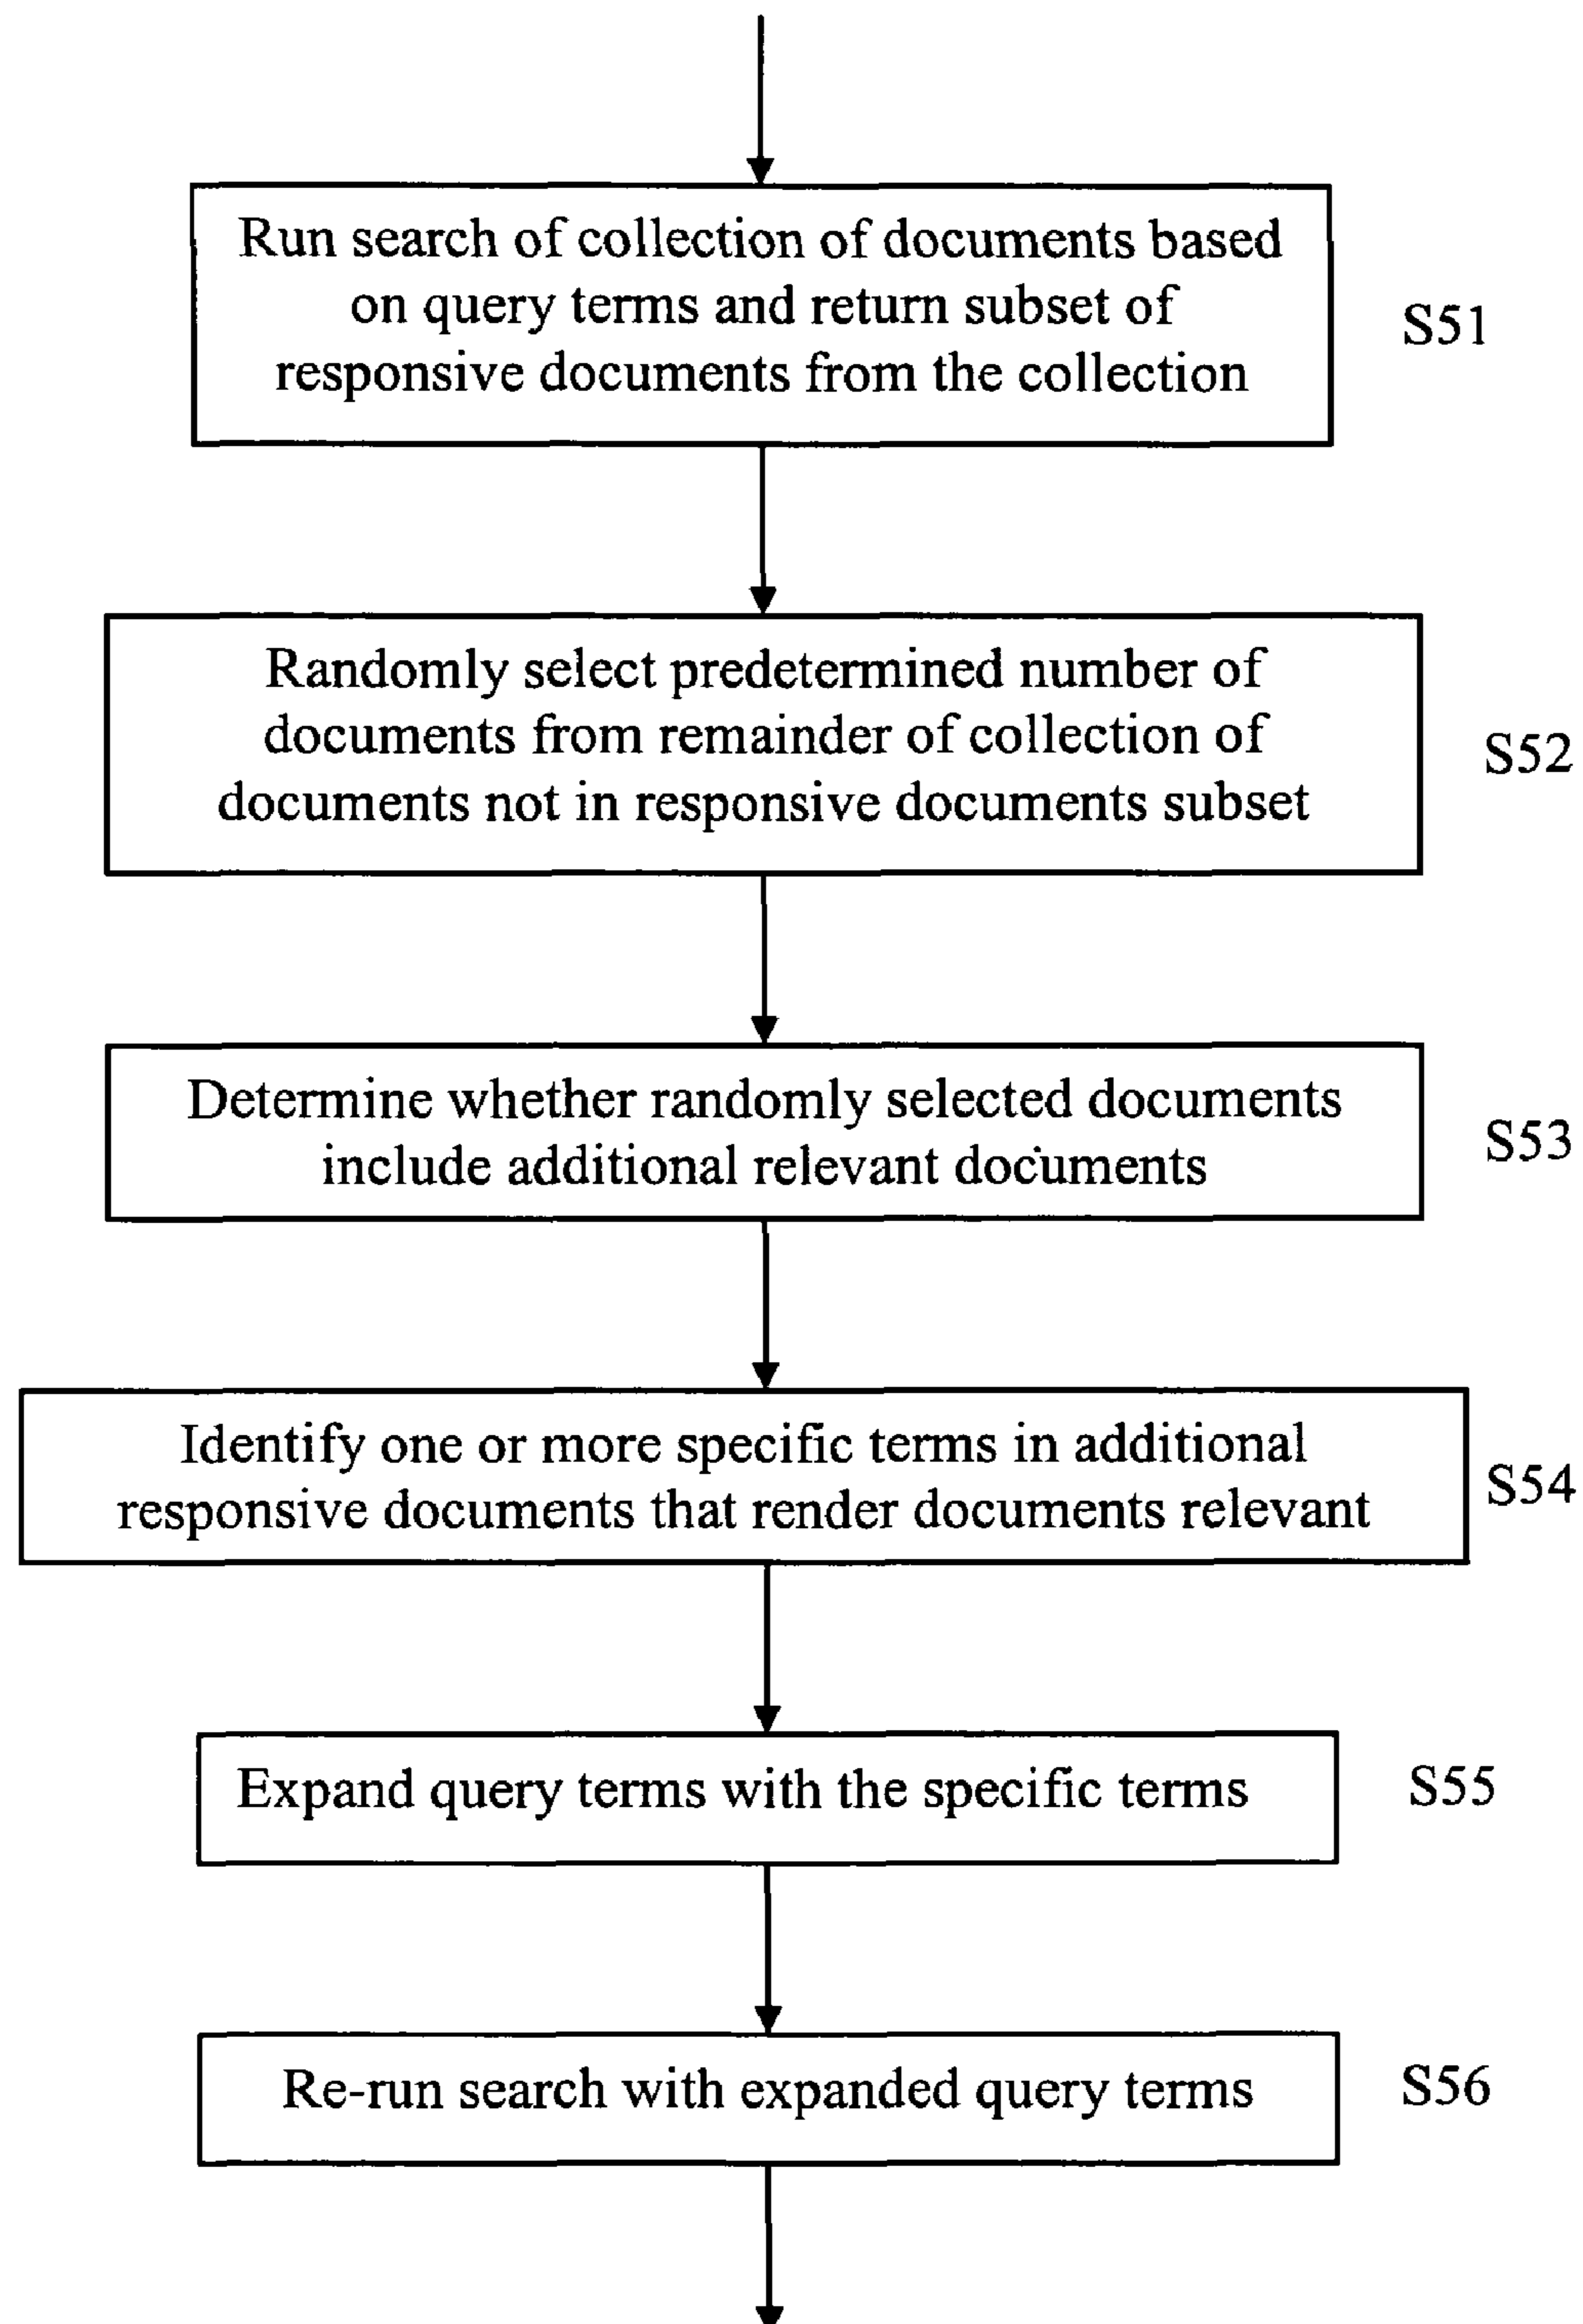 Run search of collection of documents based
on query terms and return subset of
responsive documents from the collection
S51
Randomly select predetermined number of
documents from remainder of collection of
documents not in responsive documents subset
S52
Determine whether randomly selected documents
include additional relevant documents
S53
Identify one or more specific terms in additional
responsive documents that render documents relevant
S54
Expand query terms with the specific terms
S55
Re-run search with expanded query terms
S56